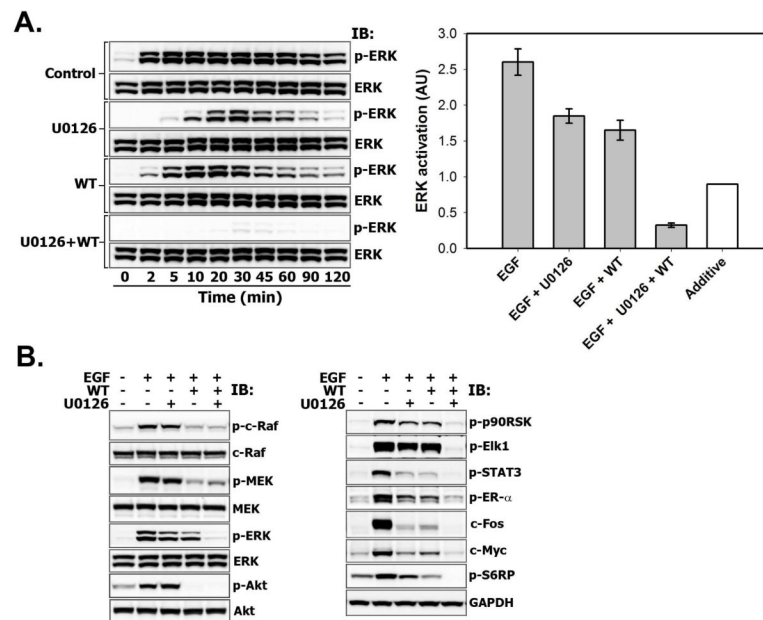 A.
IB:
Control
p-ERK
ERK
U0126
p-ERK
ERK
WT
p-ERK
ERK
U0126+WT
p-ERK
ERK
0 2 5 10 20 30 45 60 90 120
Time (min)
ERK activation (AU)
3.0
2.5
2.0
1.5
1.0
0.5
0.0
EGF
EGF + U0126
EGF + WT
EGF + U0126 + WT
Additive
B.
EGF - + + + +
WT - - - + + IB:
U0126 - - + - +
p-c-Raf
c-Raf
p-MEK
MEK
p-ERK
ERK
p-Akt
Akt
EGF - + + + +
WT - - - + + IB:
U0126 - - + - +
p-p90RSK
p-Elk1
p-STAT3
p-ER-α
c-Fos
c-Myc
p-S6RP
GAPDH